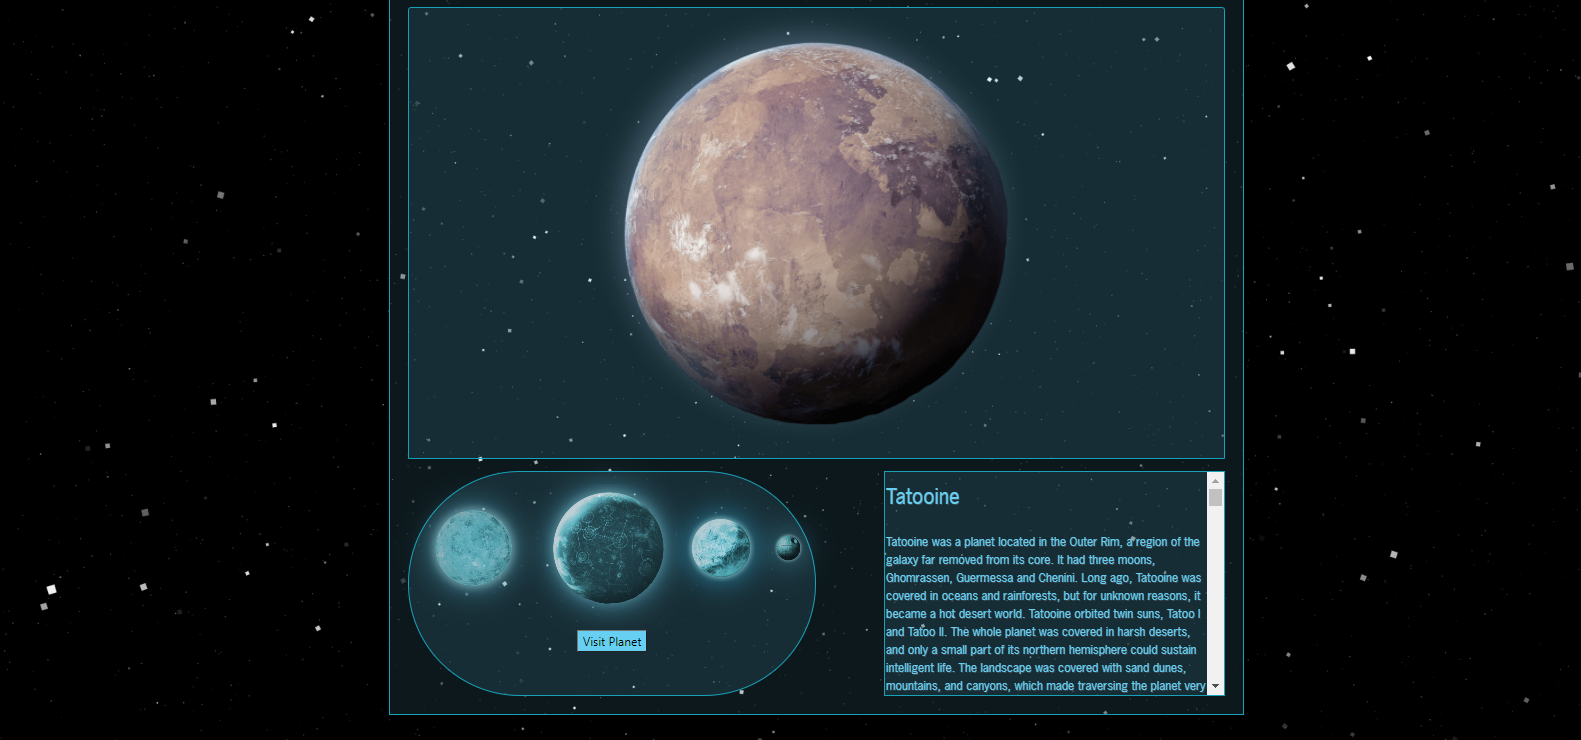 Tatooine
Tatooine was a planet located in the Outer Rim, a region of the
galaxy far removed from its core. It had three moons,
Ghomrassen, Guermessa and Chenini. Long ago, Tatooine was
covered in oceans and rainforests, but for unknown reasons, it
became a hot desert world. Tatooine orbited twin suns, Tatoo I
and Tatoo II. The whole planet was covered in harsh deserts,
and only a small part of its northern hemisphere could sustain
intelligent life. The landscape was covered with sand dunes,
mountains, and canyons, which made traversing the planet very
Visit Planet